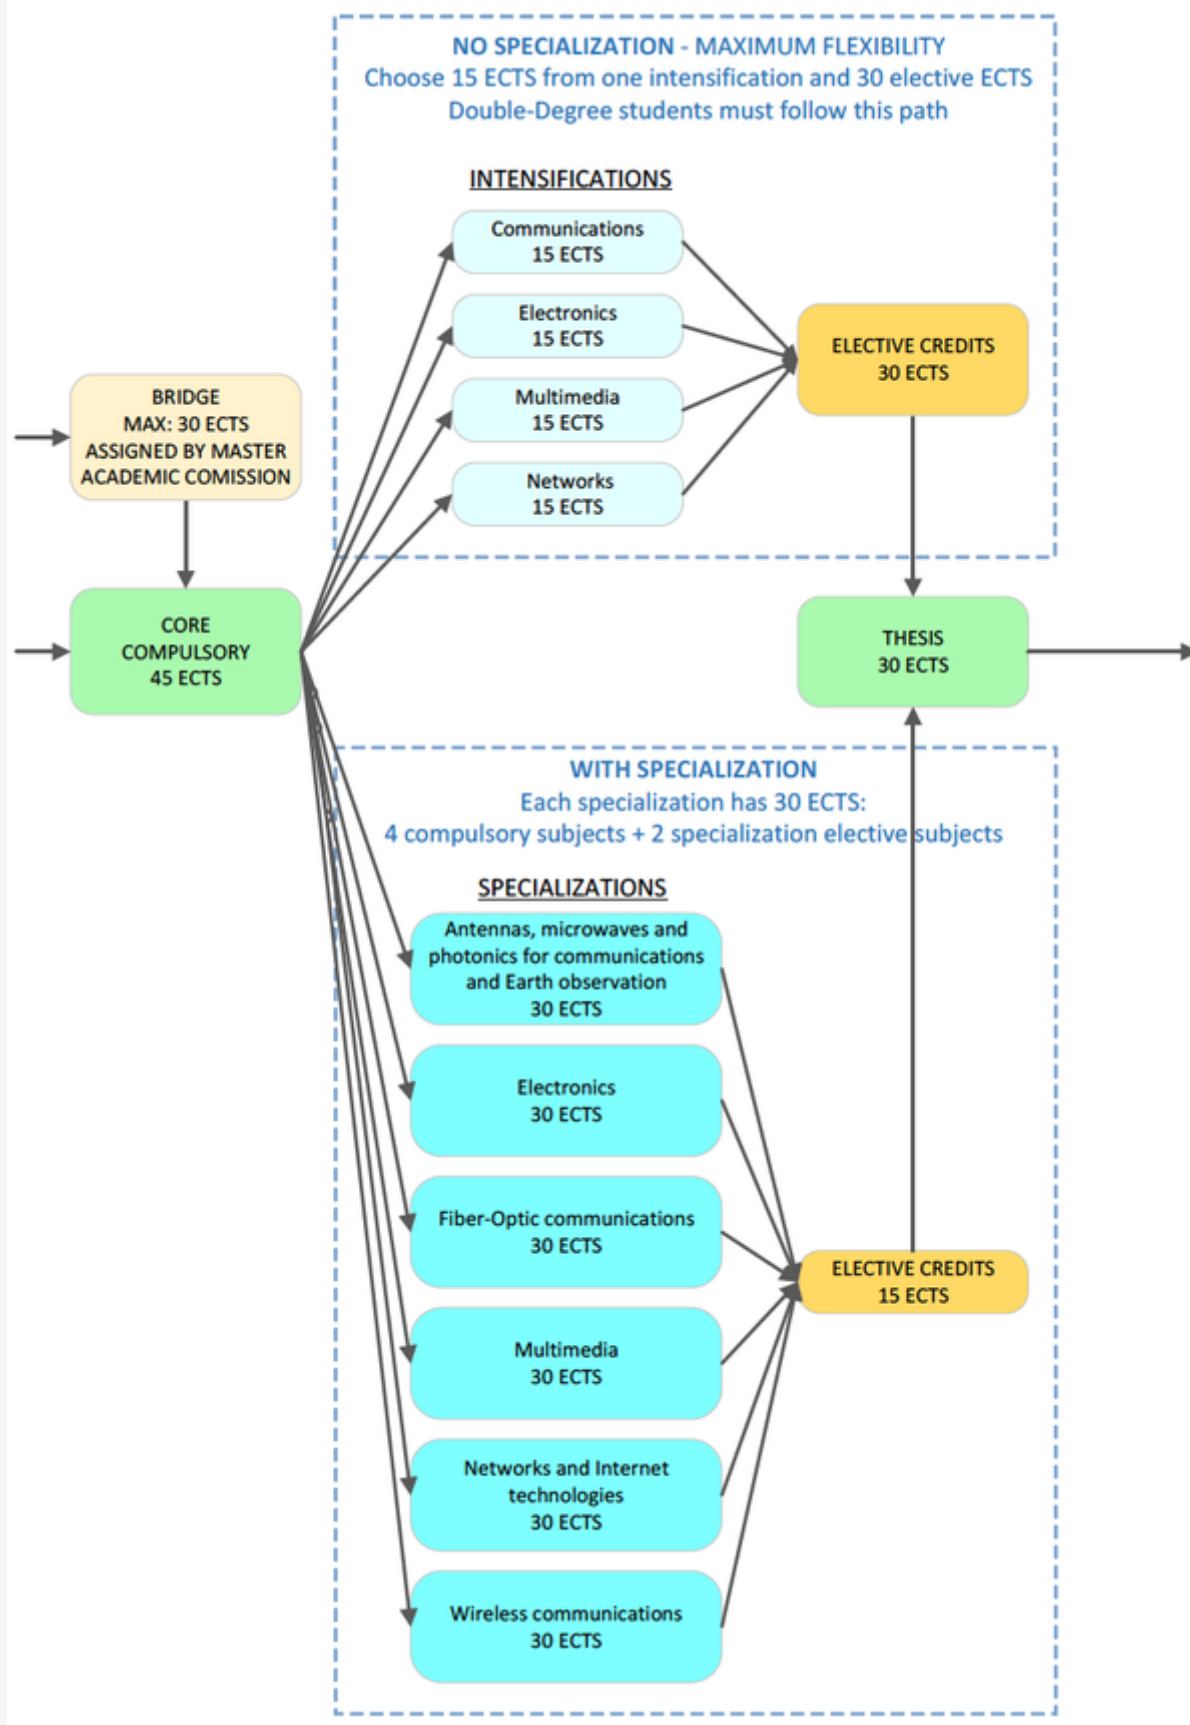 NO SPECIALIZATION - MAXIMUM FLEXIBILITY
Choose 15 ECTS from one intensification and 30 elective ECTS
Double-Degree students must follow this path
INTENSIFICATIONS
Communications
15 ECTS
Electronics
15 ECTS
Multimedia
15 ECTS
Networks
15 ECTS
ELECTIVE CREDITS
30 ECTS
BRIDGE
MAX: 30 ECTS
ASSIGNED BY MASTER
ACADEMIC COMISSION
CORE
COMPULSORY
45 ECTS
THESIS
30 ECTS
WITH SPECIALIZATION
Each specialization has 30 ECTS:
4 compulsory subjects + 2 specialization elective subjects
SPECIALIZATIONS
Antennas, microwaves and
photonics for communications
and Earth observation
30 ECTS
Electronics
30 ECTS
Fiber-Optic communications
30 ECTS
Multimedia
30 ECTS
Networks and Internet
technologies
30 ECTS
Wireless communications
30 ECTS
ELECTIVE CREDITS
15 ECTS